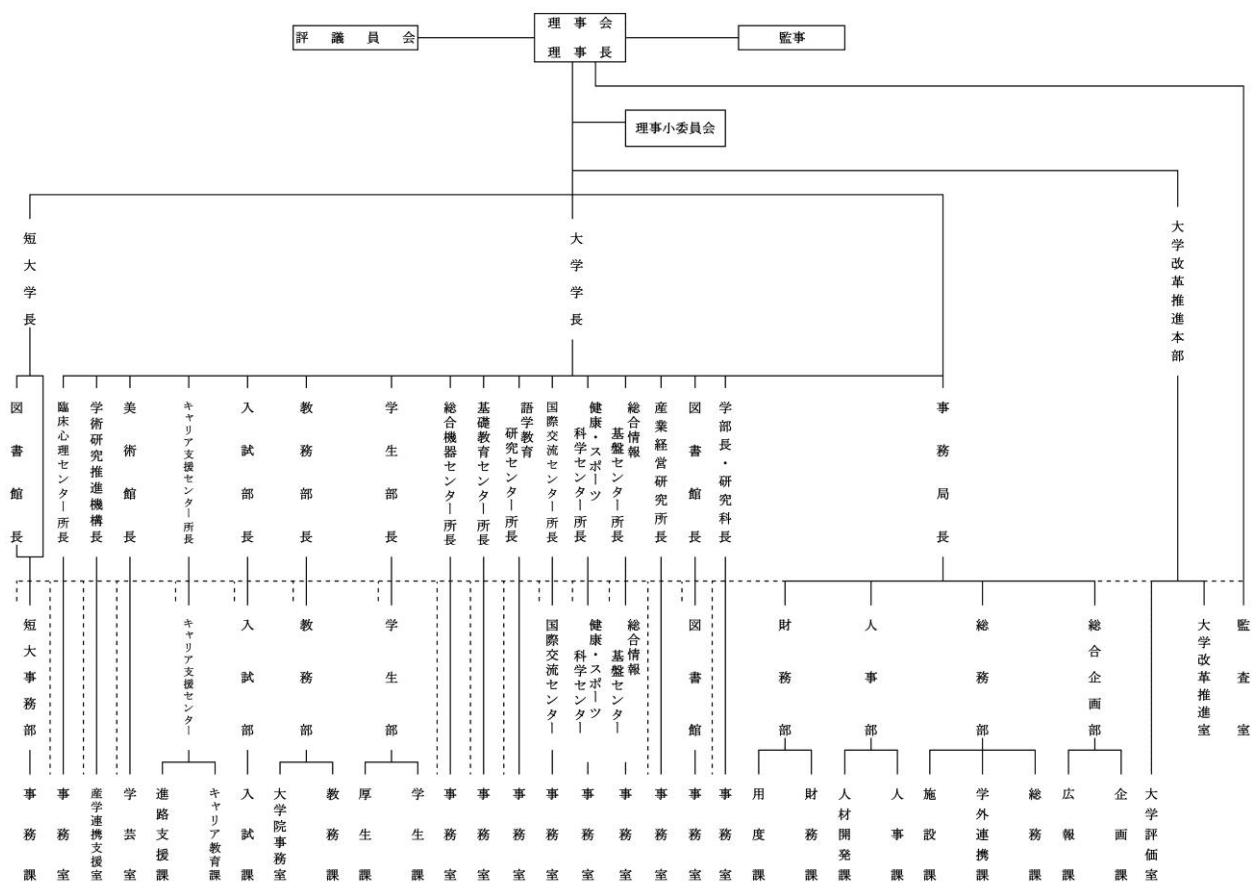 評議員会
理事会
理事長
監事
理事小委員会
短大学長
大学学長
大学改革推進本部
図書館長
臨床心理センター所長
学術研究推進機構長
美術館長
キャリア支援センター所長
入試部長
教務部長
学生部長
総合機器センター所長
基礎教育センター所長
語学教育
研究センター所長
国際交流センター所長
健康・スポーツ
科学センター所長
総合情報
基盤センター所長
産業経営研究所長
図書館長
学部長・研究科長
事務局長
短大事務部
キャリア支援センター
入試部
教務部
学生部
国際交流センター
健康・スポーツ
科学センター
総合情報
基盤センター
図書館
財務部
人事部
総務部
総合企画部
大学改革推進室
監査室
事務課
事務室
産学連携支援室
学芸室
進路支援課
キャリア教育課
入試課
大学院事務室
教務課
厚生課
学生課
事務室
事務室
事務室
事務室
事務室
事務室
事務室
事務室
事務室
用度課
財務課
人材開発課
人事課
施設課
学外連携課
総務課
広報課
企画課
大学評価室